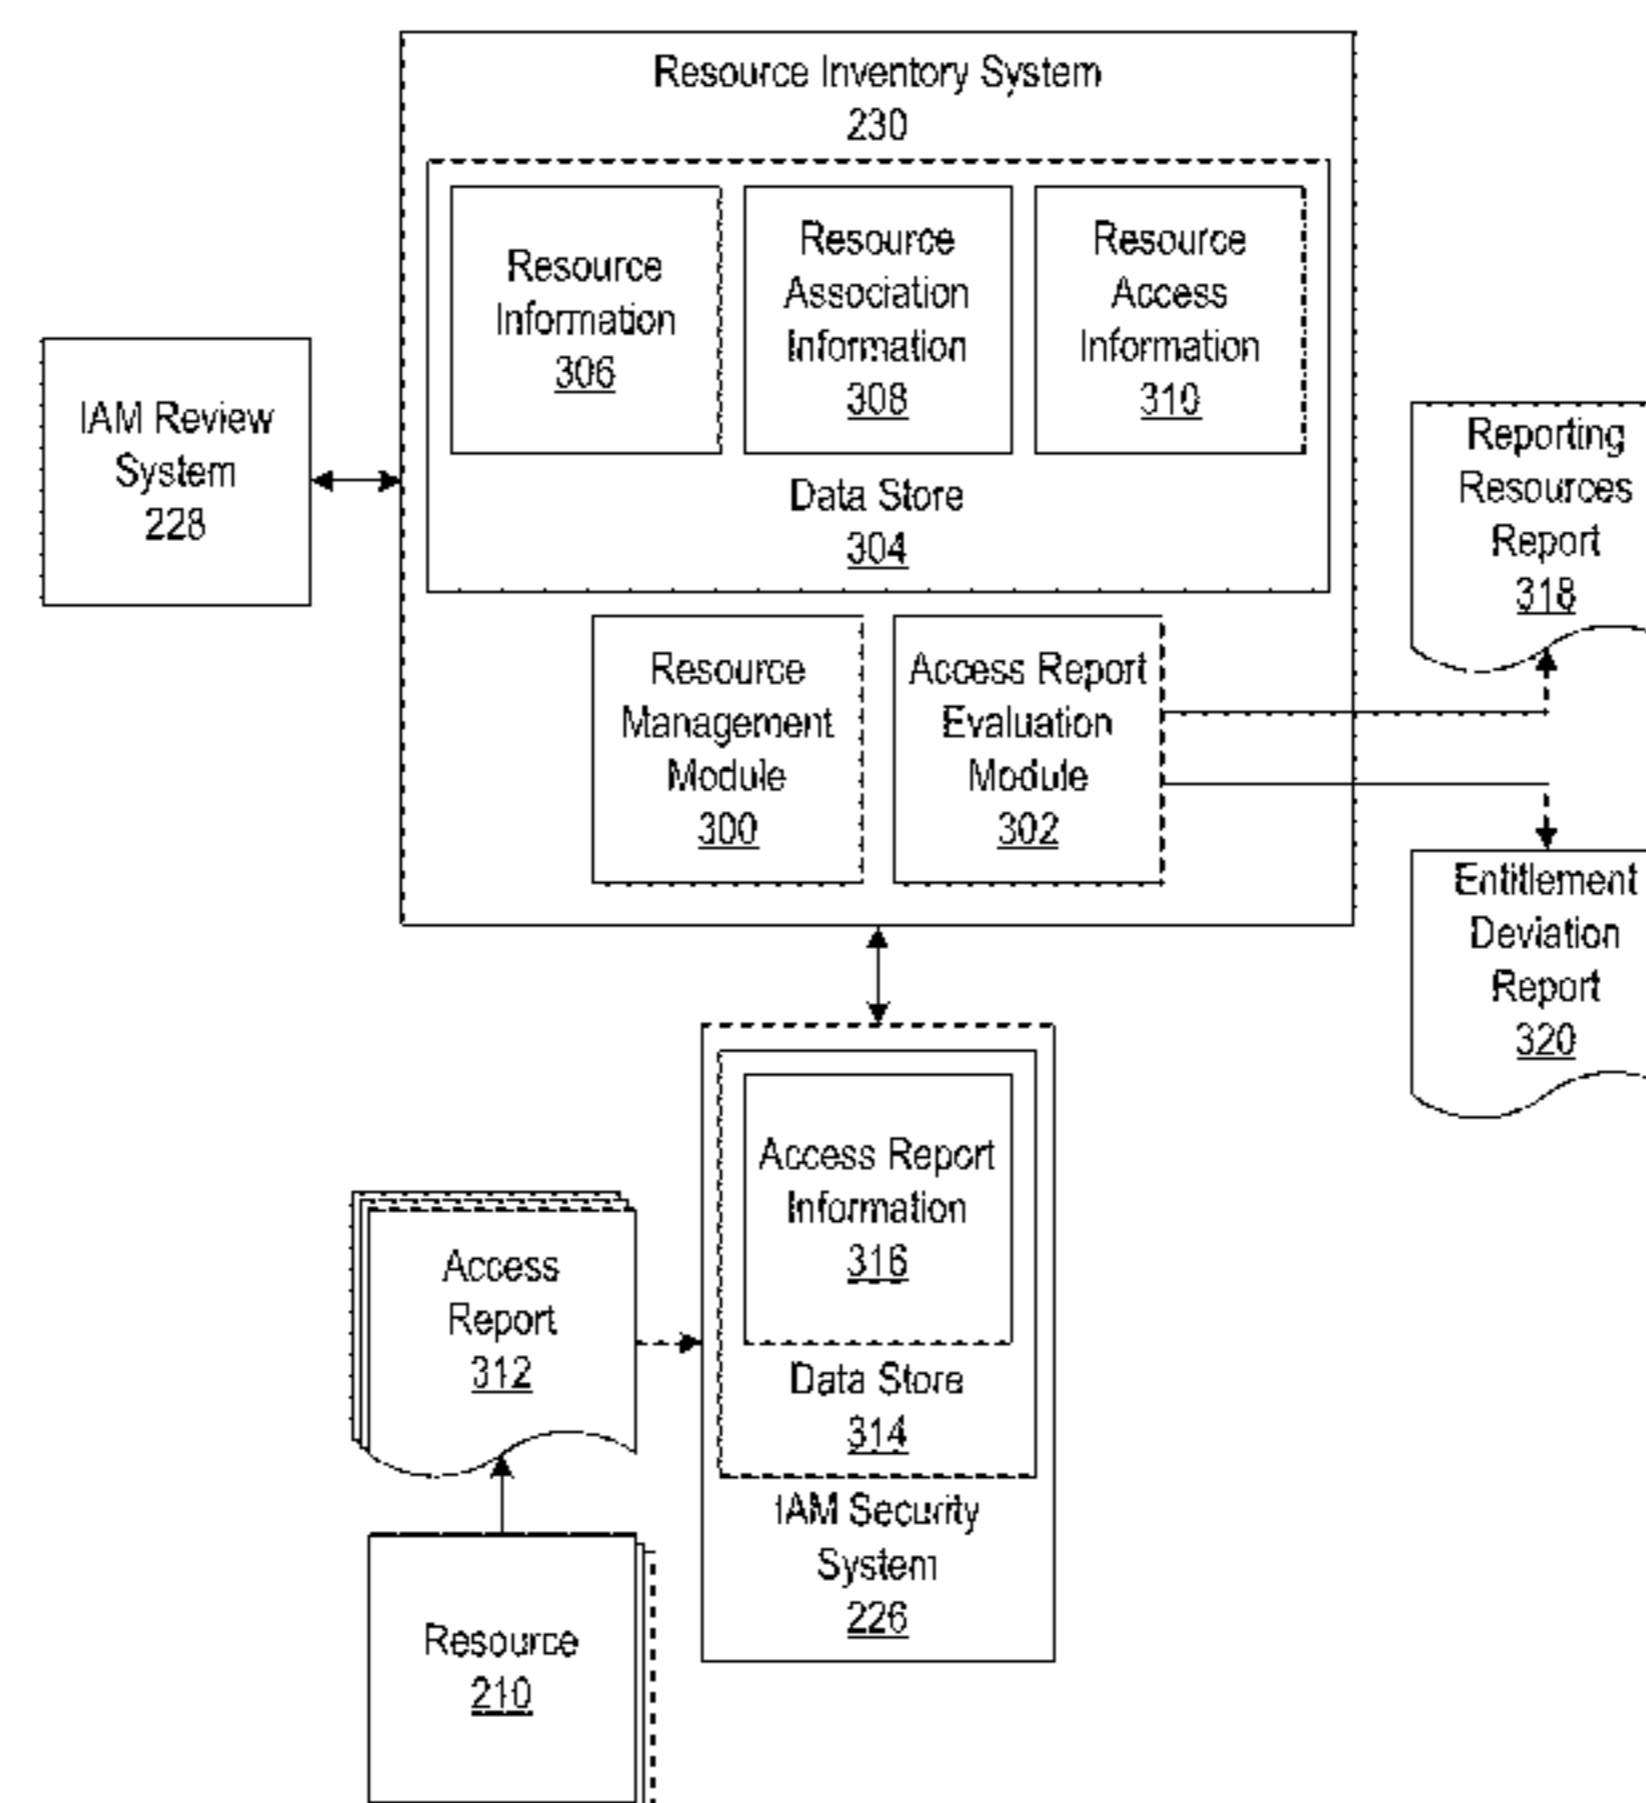 Resource Inventory System
230
Resource
Information
306
Resource
Association
Information
308
Resource
Access
Information
310
Data Store
304
IAM Review
System
228
Resource
Management
Module
300
Access Report
Evaluation
Module
302
Reporting
Resources
Report
318
Entitlement
Deviation
Report
320
Access Report
Information
316
Data Store
314
IAM Security
System
226
Access
Report
312
Resource
210